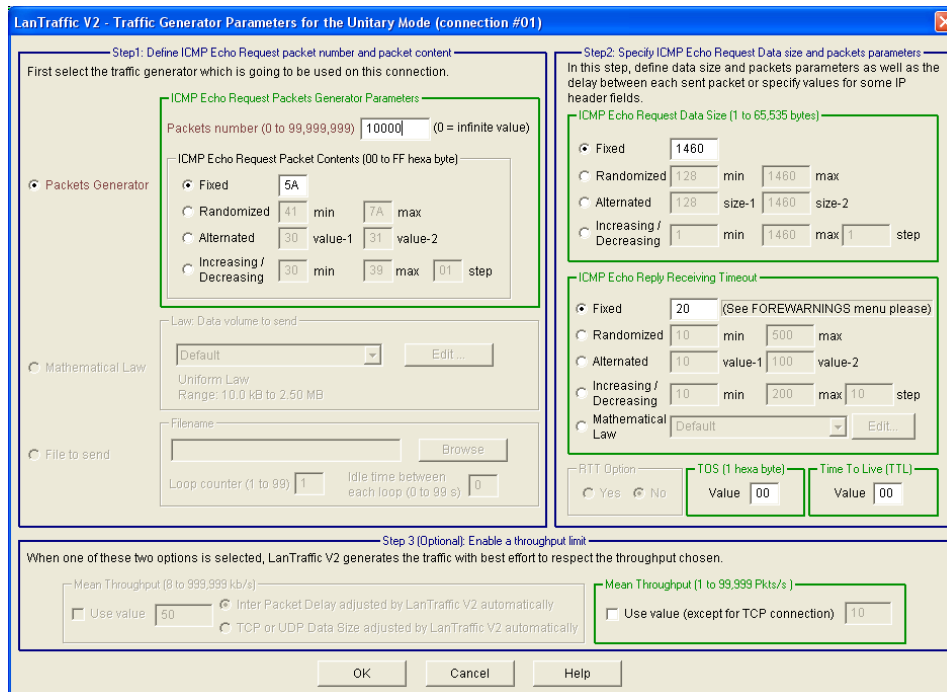 LanTraffic V2 - Traffic Generator Parameters for the Unitary Mode (connection #01)
Step1: Define ICMP Echo Request packet number and packet content
First select the traffic generator which is going to be used on this connection.
ICMP Echo Request Packets Generator Parameters
Packets number (0 to 99,999,999) 10000 (0 = infinite value)
ICMP Echo Request Packet Contents (00 to FF hexa byte)
Packets Generator
Fixed 5A
Randomized 41 min 7A max
Alternated 30 value-1 31 value-2
Increasing /
Decreasing 30 min 39 max 01 step
Law: Data volume to send
Mathematical Law
Default Edit...
Uniform Law
Range: 10.0 kB to 2.50 MB
Filename
File to send
Browse
Loop counter (1 to 99) 1 Idle time between
each loop (0 to 99 s) 0
Step2: Specify ICMP Echo Request Data size and packets parameters
In this step, define data size and packets parameters as well as the
delay between each sent packet or specify values for some IP
header fields.
ICMP Echo Request Data Size (1 to 65,535 bytes)
Fixed 1460
Randomized 128 min 1460 max
Alternated 128 size-1 1460 size-2
Increasing /
Decreasing 1 min 1460 max 1 step
ICMP Echo Reply Receiving Timeout
Fixed 20 (See FOREWARNINGS menu please)
Randomized 10 min 500 max
Alternated 10 value-1 100 value-2
Increasing /
Decreasing 10 min 200 max 10 step
Mathematical
Law Default Edit...
RTT Option
Yes No
TOS (1 hexa byte)
Value 00
Time To Live (TTL)
Value 00
Step 3 (Optional): Enable a throughput limit
When one of these two options is selected, LanTraffic V2 generates the traffic with best effort to respect the throughput chosen.
Mean Throughput (8 to 999,999 kb/s)
Use value 50 Inter Packet Delay adjusted by LanTraffic V2 automatically
TCP or UDP Data Size adjusted by LanTraffic V2 automatically
Mean Throughput (1 to 99,999 Pkts/s )
Use value (except for TCP connection) 10
OK Cancel Help